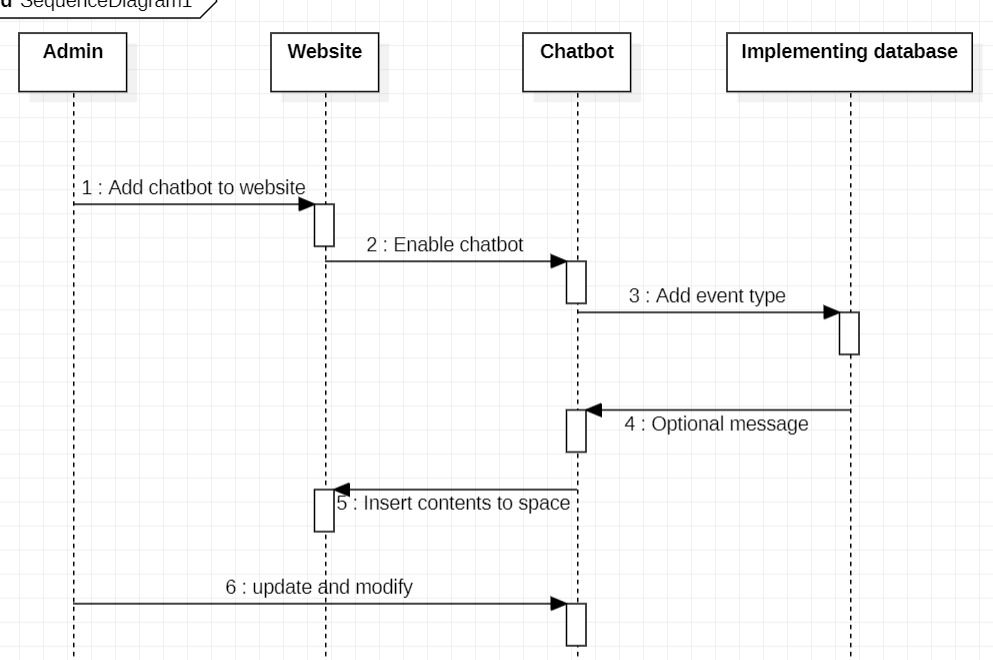 d SequenceDiagram1
Admin
Website
Chatbot
Implementing database
1 : Add chatbot to website
2 : Enable chatbot
3 : Add event type
4 : Optional message
5 : Insert contents to space
6 : update and modify